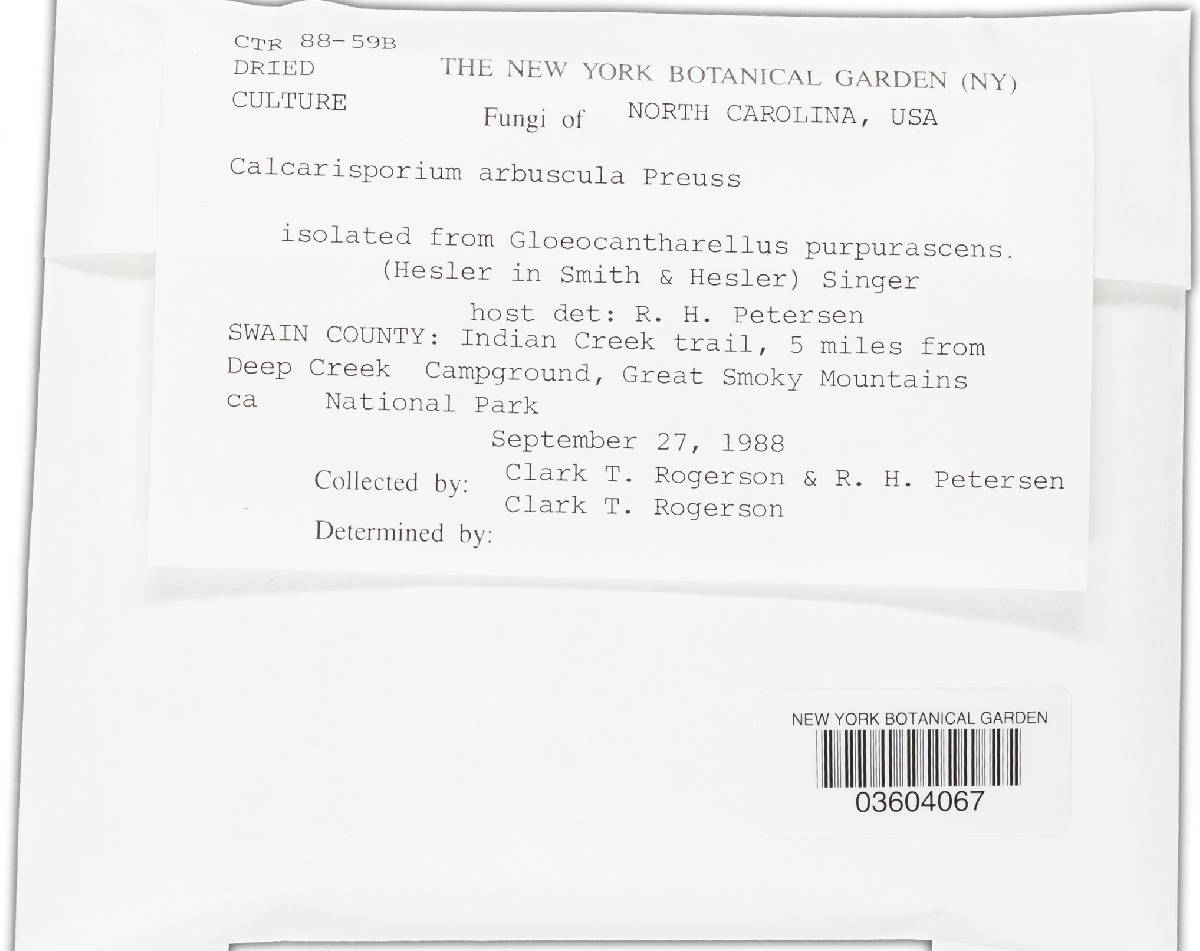 CTR 88-59B
DRIED THE NEW YORK BOTANICAL GARDEN (NY)
CULTURE
Fungi of NORTH CAROLINA, USA
Calcarisporium arbuscula Preuss
isolated from Gloeocantharellus purpurascens.
(Hesler in Smith & Hesler) Singer
host det: R. H. Petersen
SWAIN COUNTY: Indian Creek trail, 5 miles from
Deep Creek Campground, Great Smoky Mountains
ca National Park
September 27, 1988
Collected by: Clark T. Rogerson & R. H. Petersen
Clark T. Rogerson
Determined by:
NEW YORK BOTANICAL GARDEN
03604067